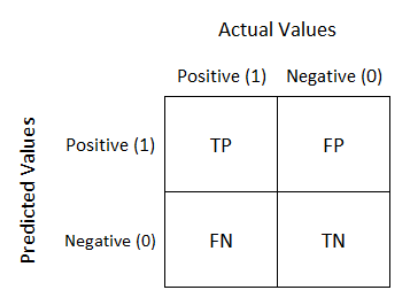 Actual Values
Positive (1) Negative (0)
Predicted Values
Positive (1) TP FP
Negative (0) FN TN